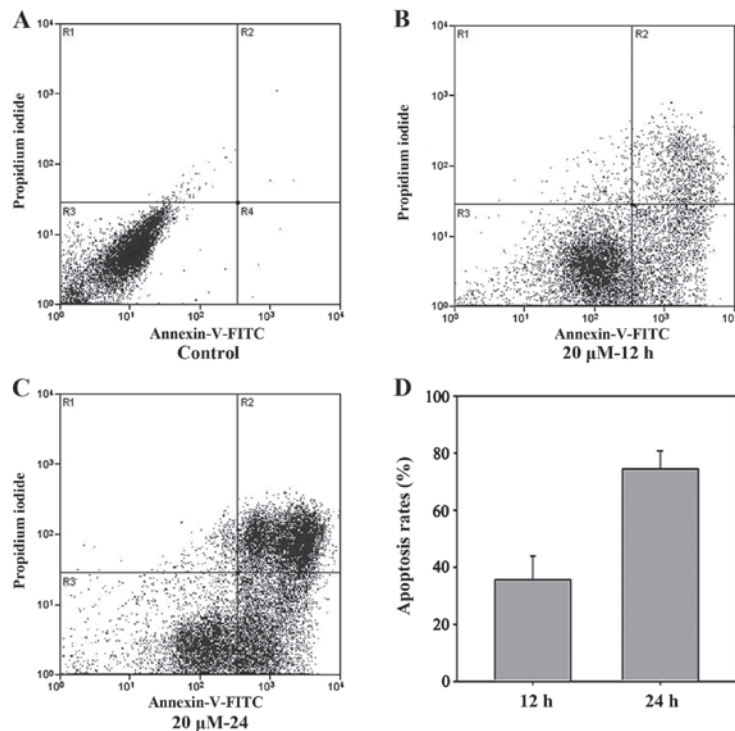 A
10⁴
R1
R2
10³
Propidium iodide
10²
R3
R4
10¹
10⁰
10⁰ 10¹ 10² 10³ 10⁴
Annexin-V-FITC
Control
B
10⁴
R1
R2
10³
Propidium iodide
10²
R3
R4
10¹
10⁰
10⁰ 10¹ 10² 10³ 10⁴
Annexin-V-FITC
20 µM-12 h
C
10⁴
R1
R2
10³
Propidium iodide
10²
R3
10¹
10⁰
10⁰ 10¹ 10² 10³ 10⁴
Annexin-V-FITC
20 µM-24
D
100
80
60
40
20
0
Apoptosis rates (%)
12 h
24 h